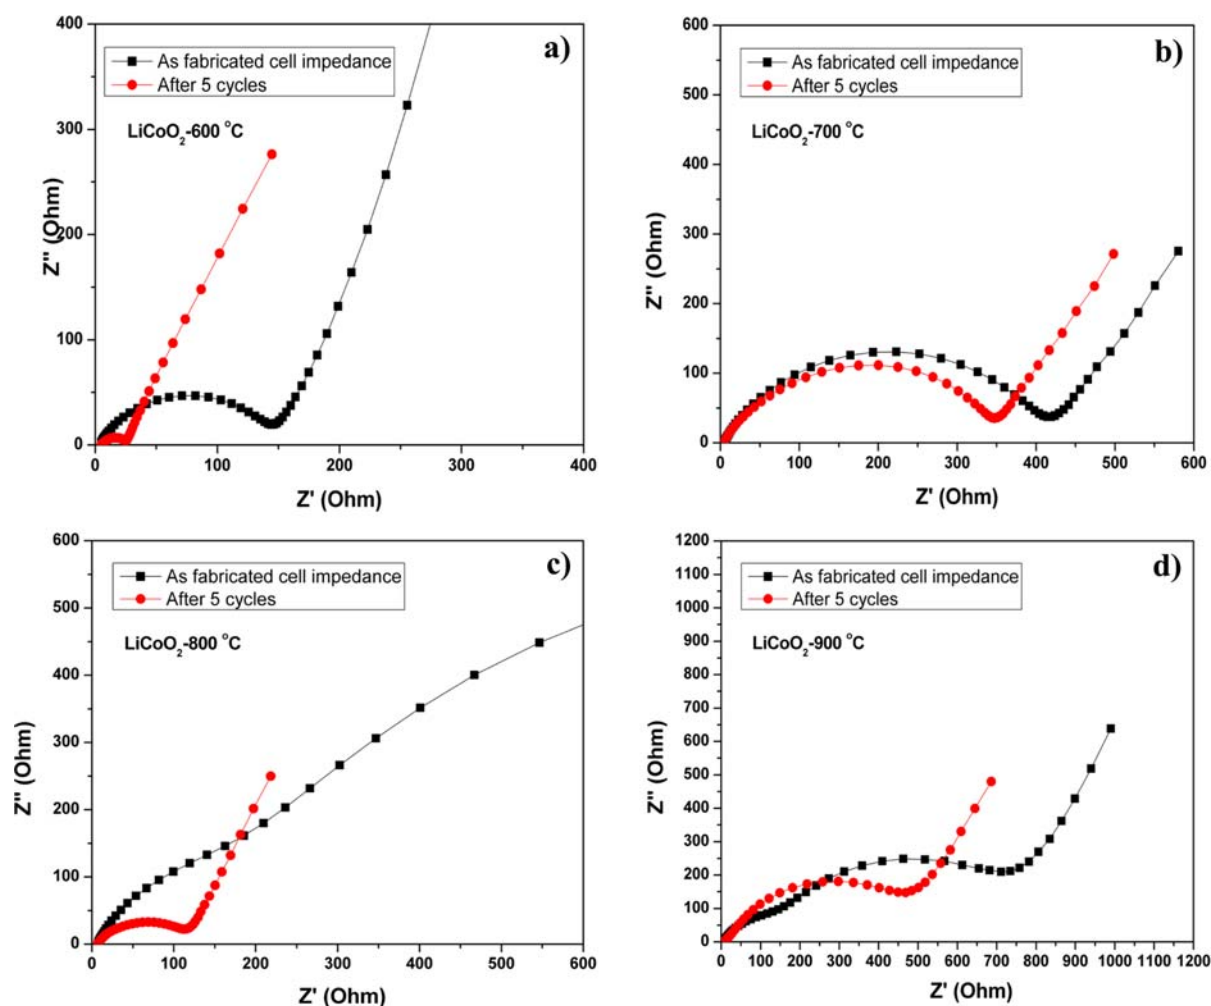 a)
As fabricated cell impedance
After 5 cycles
LiCoO₂-600 °C
Z'' (Ohm)
400
300
200
100
0
0 100 200 300 400
Z' (Ohm)
b)
As fabricated cell impedance
After 5 cycles
LiCoO₂-700 °C
Z'' (Ohm)
600
500
400
300
200
100
0
0 100 200 300 400 500 600
Z' (Ohm)
c)
As fabricated cell impedance
After 5 cycles
LiCoO₂-800 °C
Z'' (Ohm)
600
500
400
300
200
100
0
0 100 200 300 400 500 600
Z' (Ohm)
d)
As fabricated cell impedance
After 5 cycles
LiCoO₂-900 °C
Z'' (Ohm)
1200
1100
1000
900
800
700
600
500
400
300
200
100
0
0 100 200 300 400 500 600 700 800 900 1000 1100 1200
Z' (Ohm)